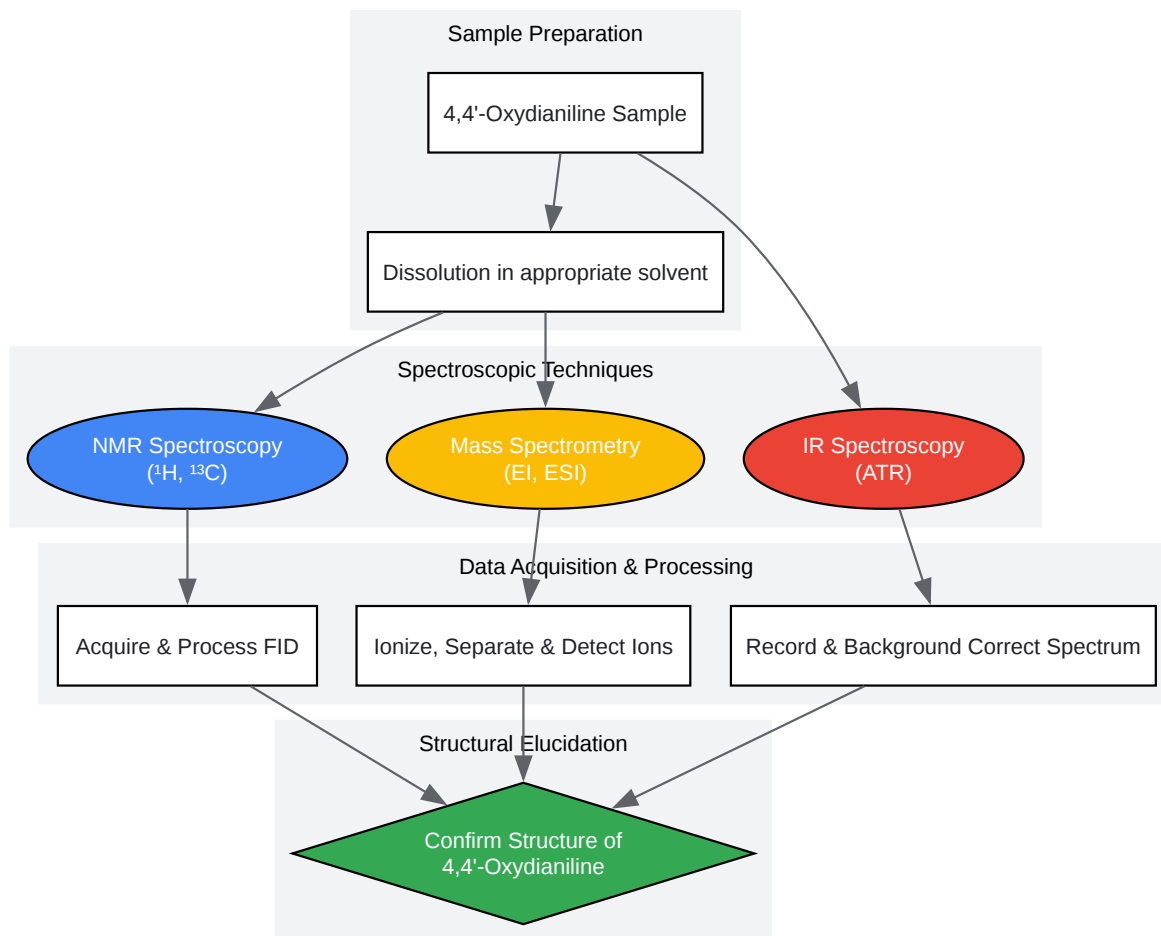 Sample Preparation
4,4'-Oxydianiline Sample
Dissolution in appropriate solvent
Spectroscopic Techniques
NMR Spectroscopy
(¹H, ¹³C)
Mass Spectrometry
(EI, ESI)
IR Spectroscopy
(ATR)
Data Acquisition & Processing
Acquire & Process FID
Ionize, Separate & Detect Ions
Record & Background Correct Spectrum
Structural Elucidation
Confirm Structure of
4,4'-Oxydianiline